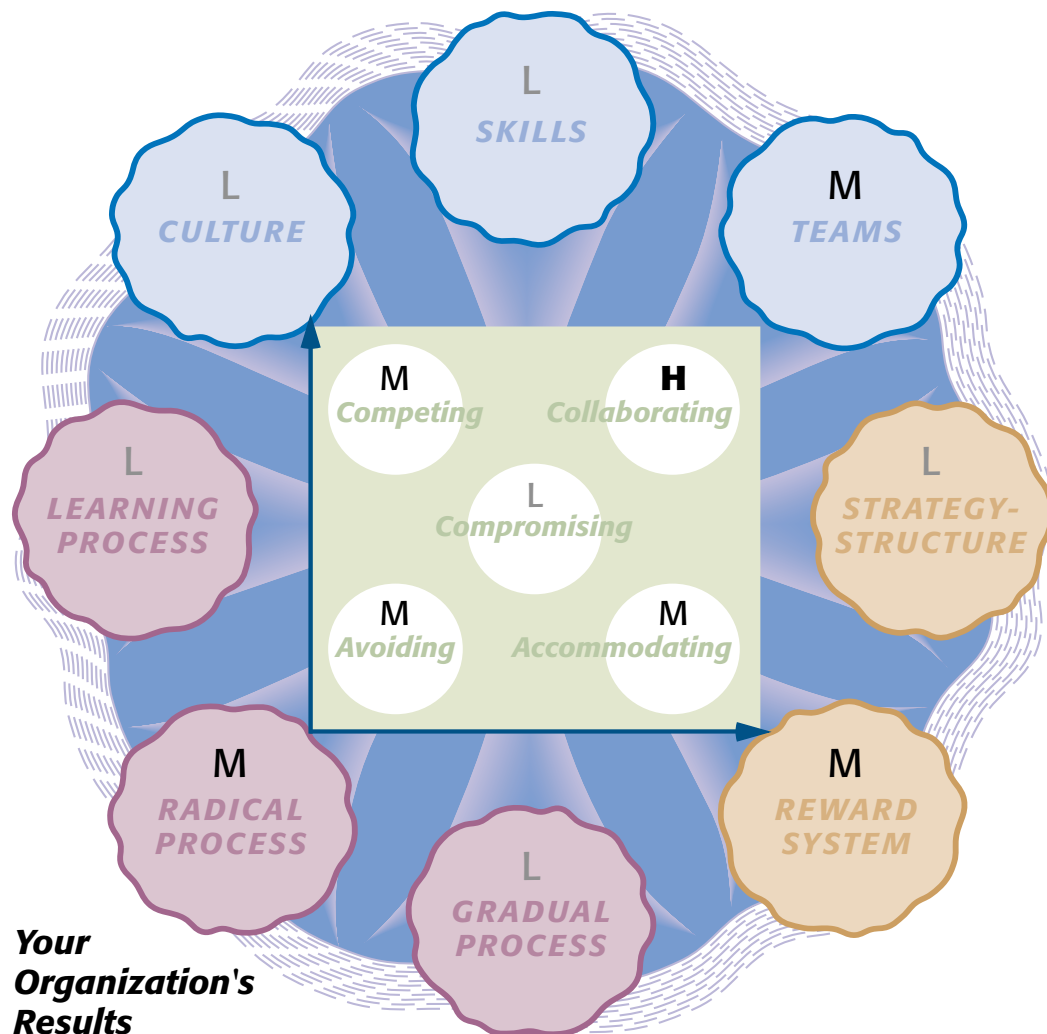 L
SKILLS
L
CULTURE
M
TEAMS
M
Competing
H
Collaborating
L
Compromising
M
Avoiding
M
Accommodating
L
LEARNING
PROCESS
L
STRATEGY-
STRUCTURE
M
RADICAL
PROCESS
M
REWARD
SYSTEM
L
GRADUAL
PROCESS
Your
Organization's
Results